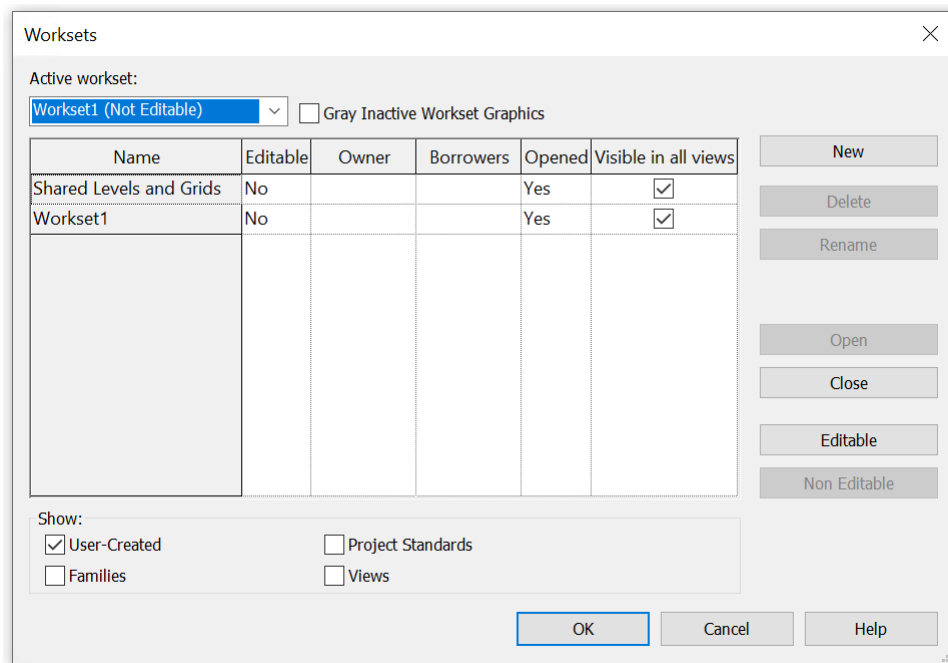 Worksets
Active workset:
Workset1 (Not Editable)
Gray Inactive Workset Graphics
Name Editable Owner Borrowers Opened Visible in all views
Shared Levels and Grids No Yes
Workset1 No Yes
New
Delete
Rename
Open
Close
Editable
Non Editable
Show:
User-Created Project Standards
Families Views
OK Cancel Help